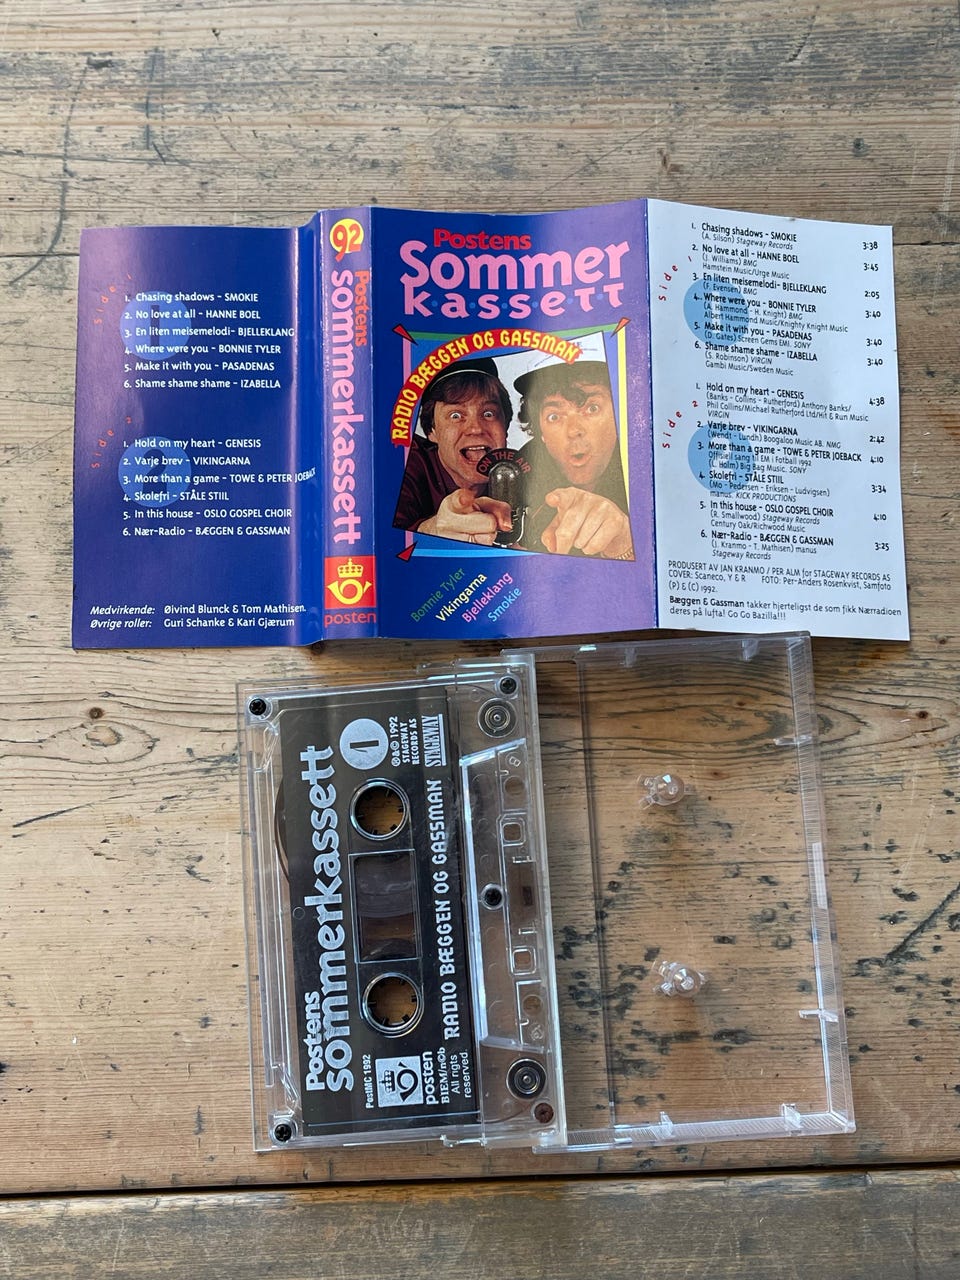 Side 1
1. Chasing shadows - SMOKIE
2. No love at all - HANNE BOEL
3. En liten meisemelodi- BJELLEKLANG
4. Where were you - BONNIE TYLER
5. Make it with you - PASADENAS
6. Shame shame shame - IZABELLA
Side 2
1. Hold on my heart - GENESIS
2. Varje brev - VIKINGARNA
3. More than a game - TOWE & PETER JOEBACK
4. Skolefri - STÅLE STIIL
5. In this house - OSLO GOSPEL CHOIR
6. Nær-Radio - BÆGGEN & GASSMAN
Medvirkende: Øivind Blunck & Tom Mathisen.
Øvrige roller: Guri Schanke & Kari Gjærum
92
Postens
sommerkassett
posten
Postens
Sommer
k·a·s·s·e·t·t
RADIO BÆGGEN OG GASSMAN
ON THE AIR
Bonnie Tyler
Vikingarna
Bjelleklang
Smokie
Side 1
1. Chasing shadows - SMOKIE
(A. Silson) Stageway Records 3:38
2. No love at all - HANNE BOEL
(J. Williams) BMG 3:45
Hamstein Music/Urge Music
3. En liten meisemelodi- BJELLEKLANG
(F. Evensen) BMG 2:05
4. Where were you - BONNIE TYLER
(A. Hammond - H. Knight) BMG 3:40
Albert Hammond Music/Knighty Knight Music
5. Make it with you - PASADENAS
(D. Gates) Screen Gems EMI. SONY 3:40
6. Shame shame shame - IZABELLA
(S. Robinson) VIRGIN 3:40
Gambi Music/Sweden Music
Side 2
1. Hold on my heart - GENESIS
(Banks - Collins - Rutherford) Anthony Banks/ 4:38
Phil Collins/Michael Rutherford Ltd/Hit & Run Music
VIRGIN
2. Varje brev - VIKINGARNA
(Wendt - Lundh) Boogaloo Music AB. NMG 2:42
3. More than a game - TOWE & PETER JOEBACK
Offisiell sang til EM i Fotball 1992 4:10
(L. Holm) Big Bag Music. SONY
4. Skolefri - STÅLE STIIL
(Mo - Pedersen - Eriksen - Ludvigsen) 3:34
manus. KICK PRODUCTIONS
5. In this house - OSLO GOSPEL CHOIR
(R. Smallwood) Stageway Records 4:10
Century Oak/Richwood Music
6. Nær-Radio - BÆGGEN & GASSMAN
(J. Kranmo - T. Mathisen) manus 3:25
Stageway Records
PRODUSERT AV JAN KRANMO / PER ALM for STAGEWAY RECORDS AS
COVER: Scaneco, Y & R FOTO: Per-Anders Rosenkvist, Samfoto
(P) & (C) 1992.
Bæggen & Gassman takker hjerteligst de som fikk Nærradioen
deres på lufta! Go Go Bazilla!!!
Postens
sommerkassett
1
℗&© 1992
STAGEWAY
RECORDS AS
STAGEWAY
RADIO BÆGGEN OG GASSMAN
PostMC 1992
posten
BIEM/n©b
All rigts
reserved.